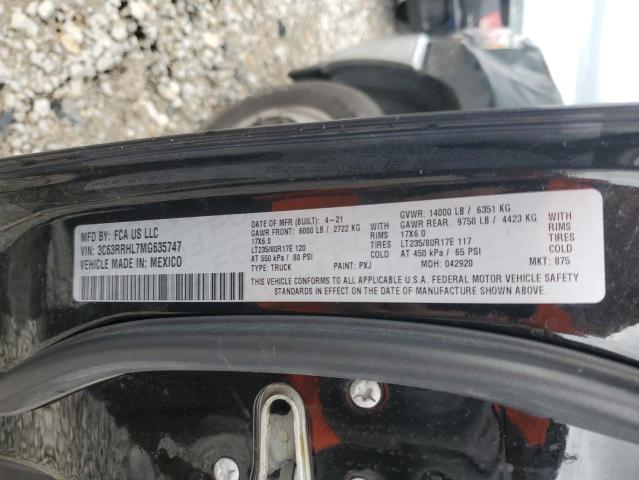 MFD BY: FCA US LLC
VIN: 3C63RRHL7MG635747
VEHICLE MADE IN: MEXICO
DATE OF MFR (BUILT): 4-21
GAWR FRONT: 6000 LB / 2722 KG
17X6.0 RIMS
LT235/80R17E 120 TIRES
AT 550 kPa / 80 PSI COLD
TYPE: TRUCK PAINT: PXJ
GVWR: 14000 LB / 6351 KG
GAWR REAR: 9750 LB / 4423 KG
17X6.0 RIMS
LT235/80R17E 117 TIRES
AT 450 kPa / 65 PSI COLD
MDH: 042920 MKT: 875
THIS VEHICLE CONFORMS TO ALL APPLICABLE U.S.A. FEDERAL MOTOR VEHICLE SAFETY
STANDARDS IN EFFECT ON THE DATE OF MANUFACTURE SHOWN ABOVE.